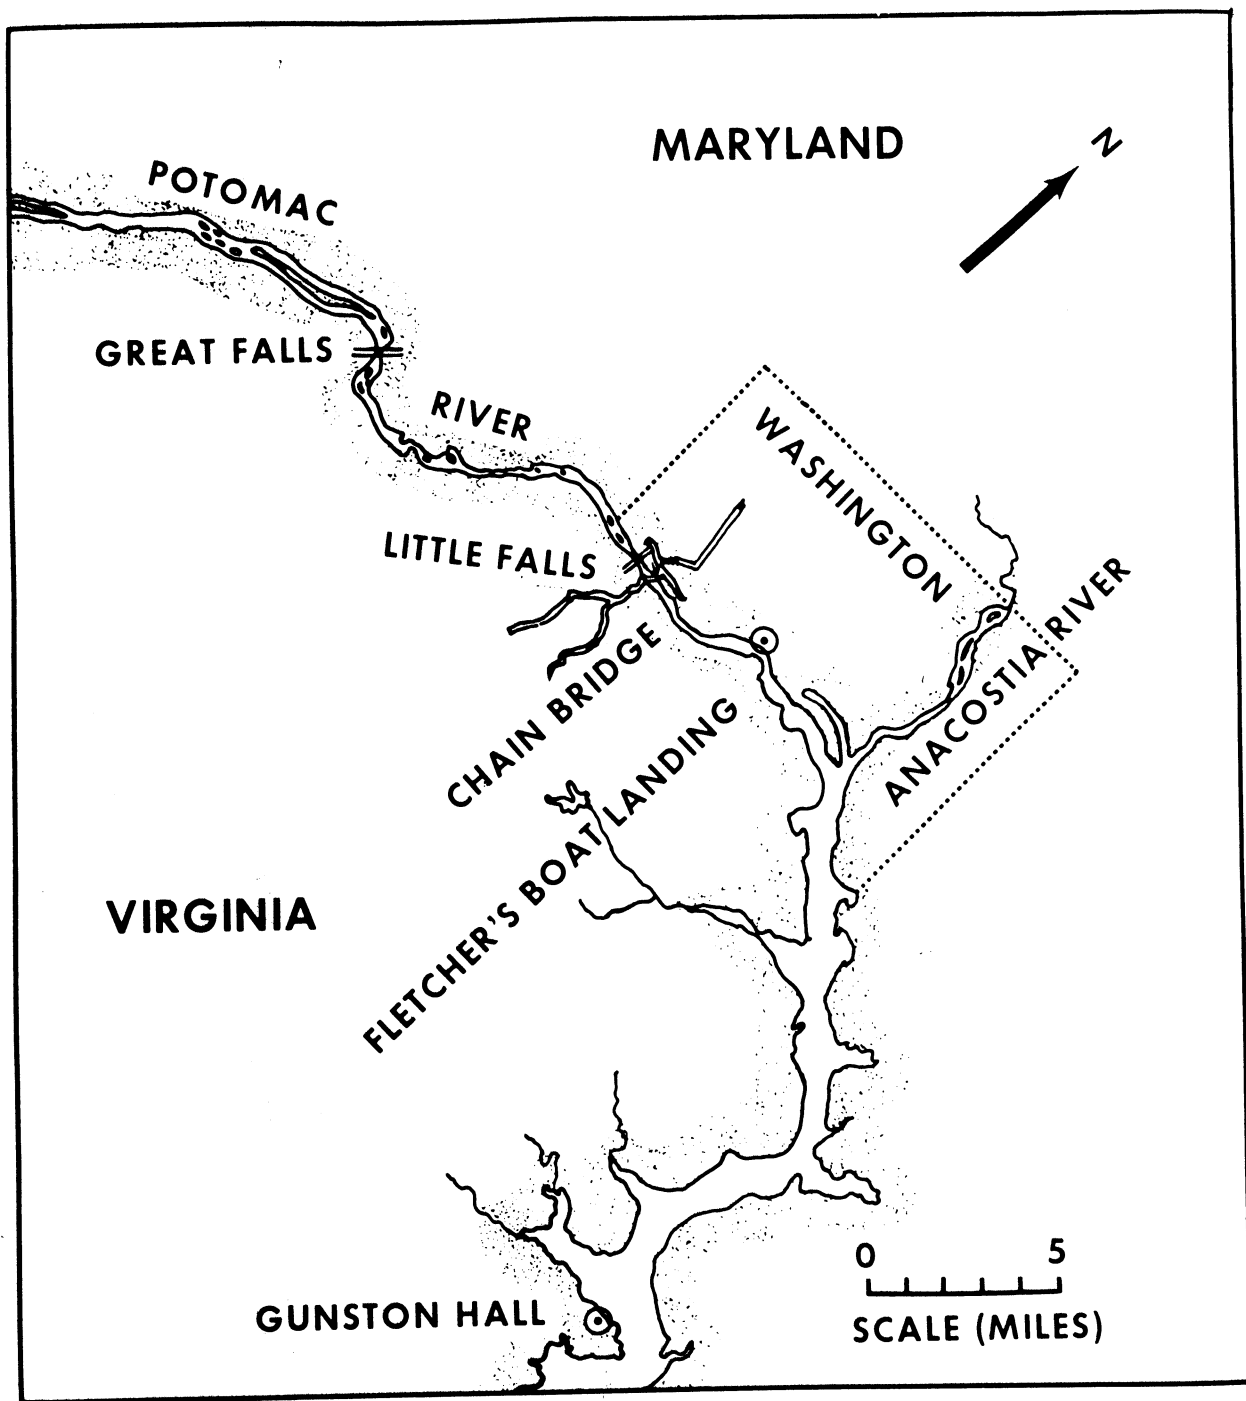 MARYLAND
N
POTOMAC
GREAT FALLS
RIVER
WASHINGTON
LITTLE FALLS
ANACOSTIA RIVER
CHAIN BRIDGE
FLETCHER'S BOAT LANDING
VIRGINIA
0 5
SCALE (MILES)
GUNSTON HALL